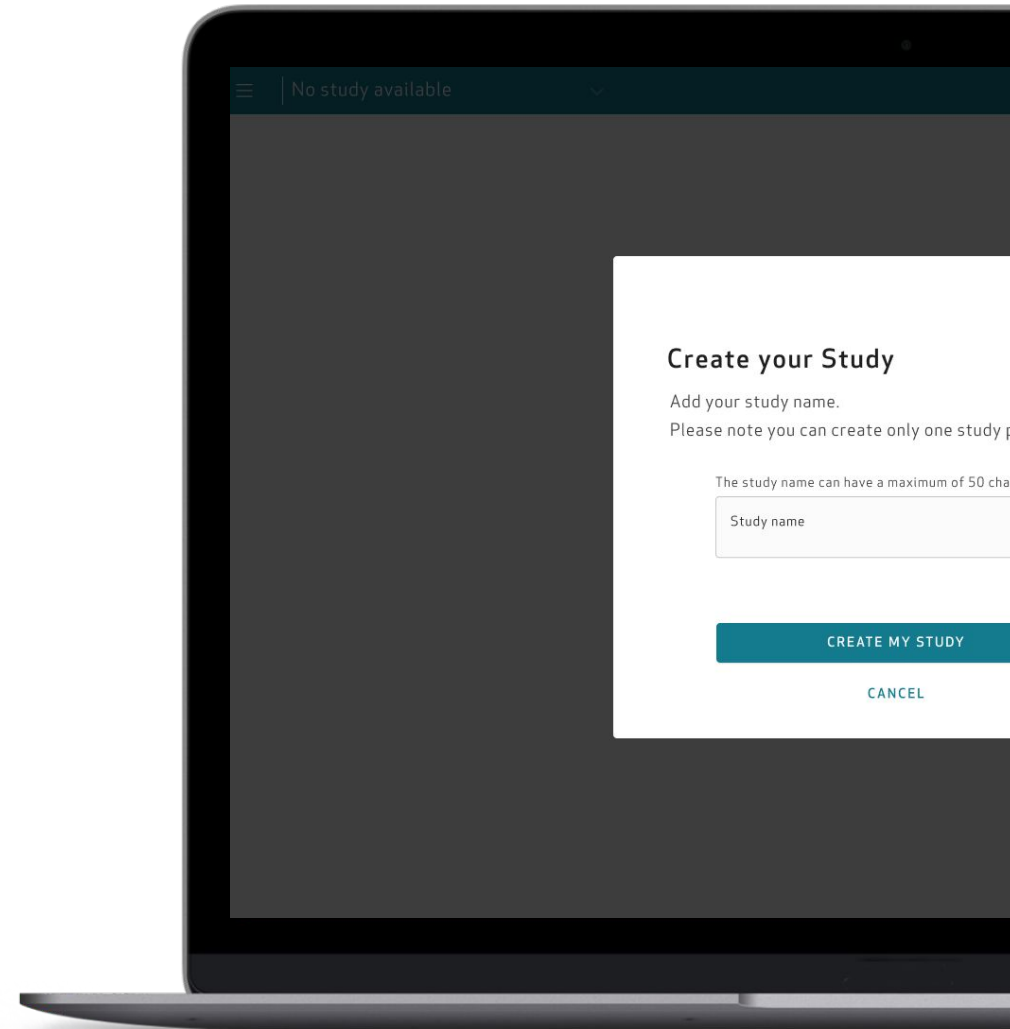 No study available
Create your Study
Add your study name.
Please note you can create only one study
The study name can have a maximum of 50
Study name
CREATE MY STUDY
CANCEL